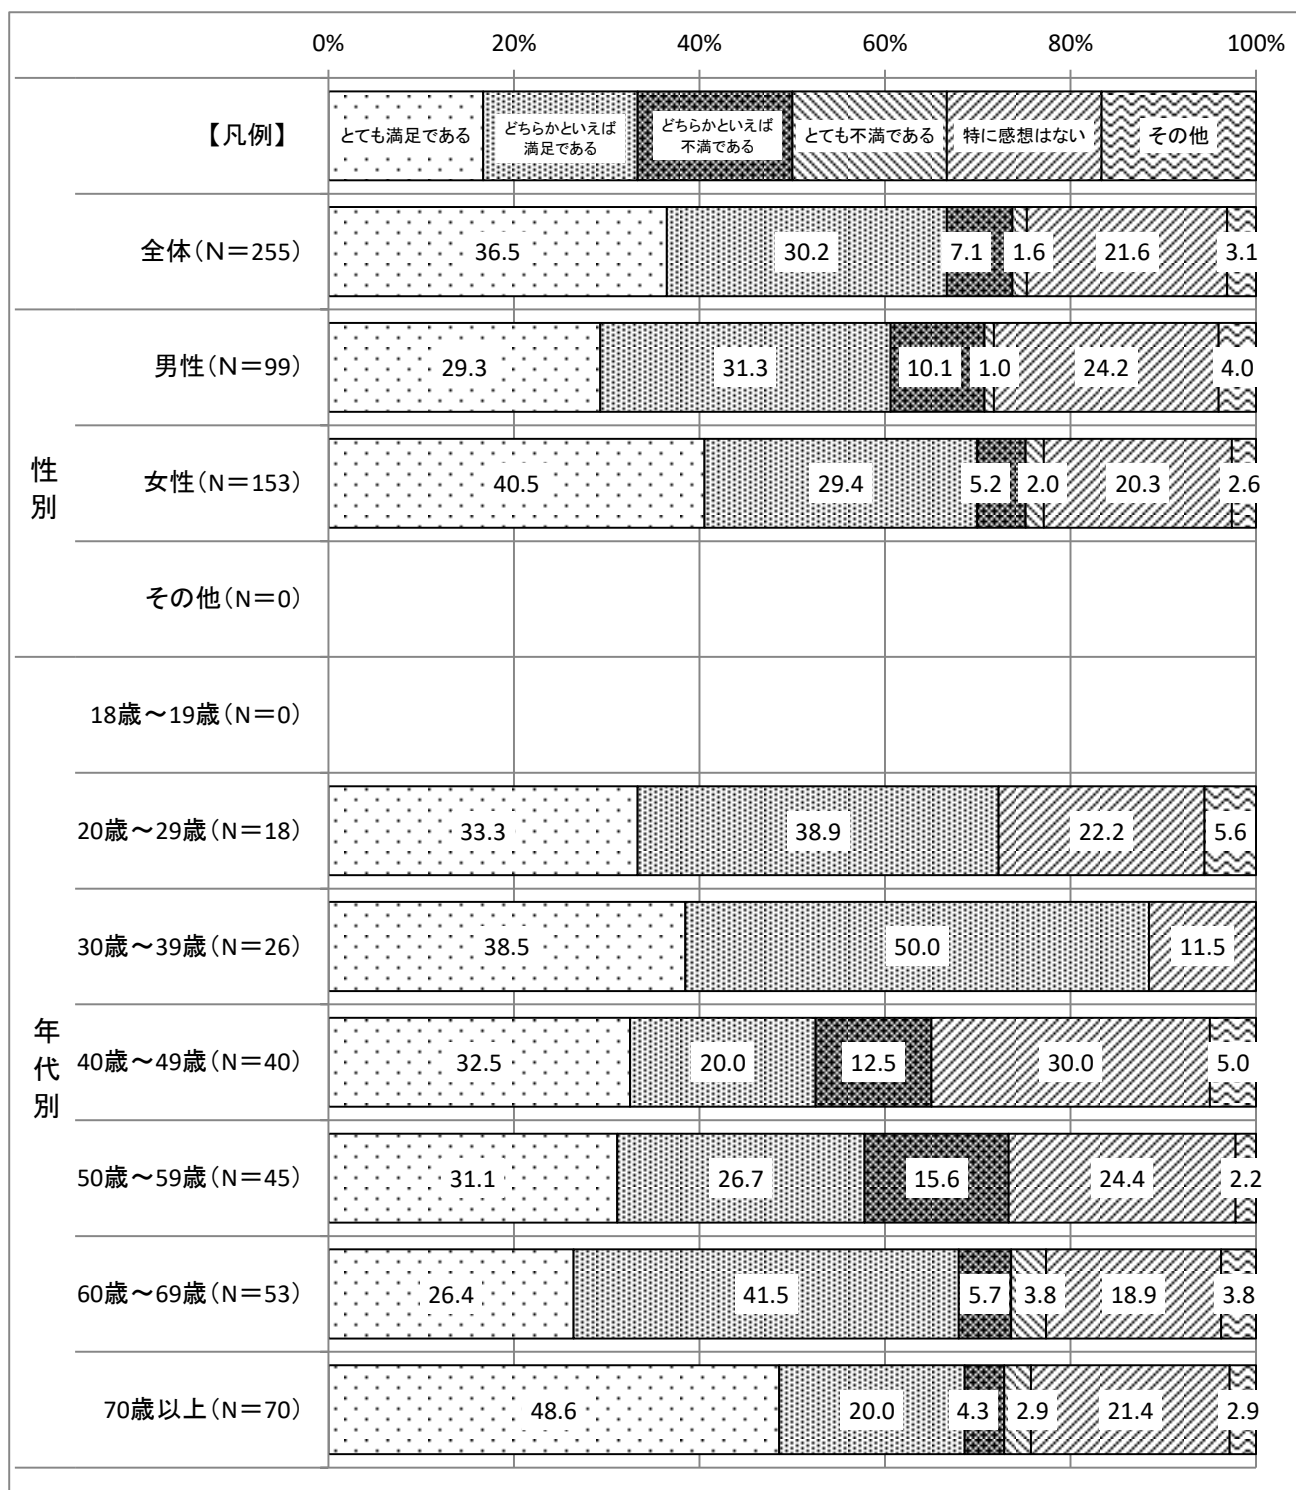 0% 20% 40% 60% 80% 100%
【凡例】 とても満足である どちらかといえば満足である どちらかといえば不満である とても不満である 特に感想はない その他
全体(N=255) 36.5 30.2 7.1 1.6 21.6 3.1
性別
男性(N=99) 29.3 31.3 10.1 1.0 24.2 4.0
女性(N=153) 40.5 29.4 5.2 2.0 20.3 2.6
その他(N=0)
年代別
18歳～19歳(N=0)
20歳～29歳(N=18) 33.3 38.9 22.2 5.6
30歳～39歳(N=26) 38.5 50.0 11.5
40歳～49歳(N=40) 32.5 20.0 12.5 30.0 5.0
50歳～59歳(N=45) 31.1 26.7 15.6 24.4 2.2
60歳～69歳(N=53) 26.4 41.5 5.7 3.8 18.9 3.8
70歳以上(N=70) 48.6 20.0 4.3 2.9 21.4 2.9